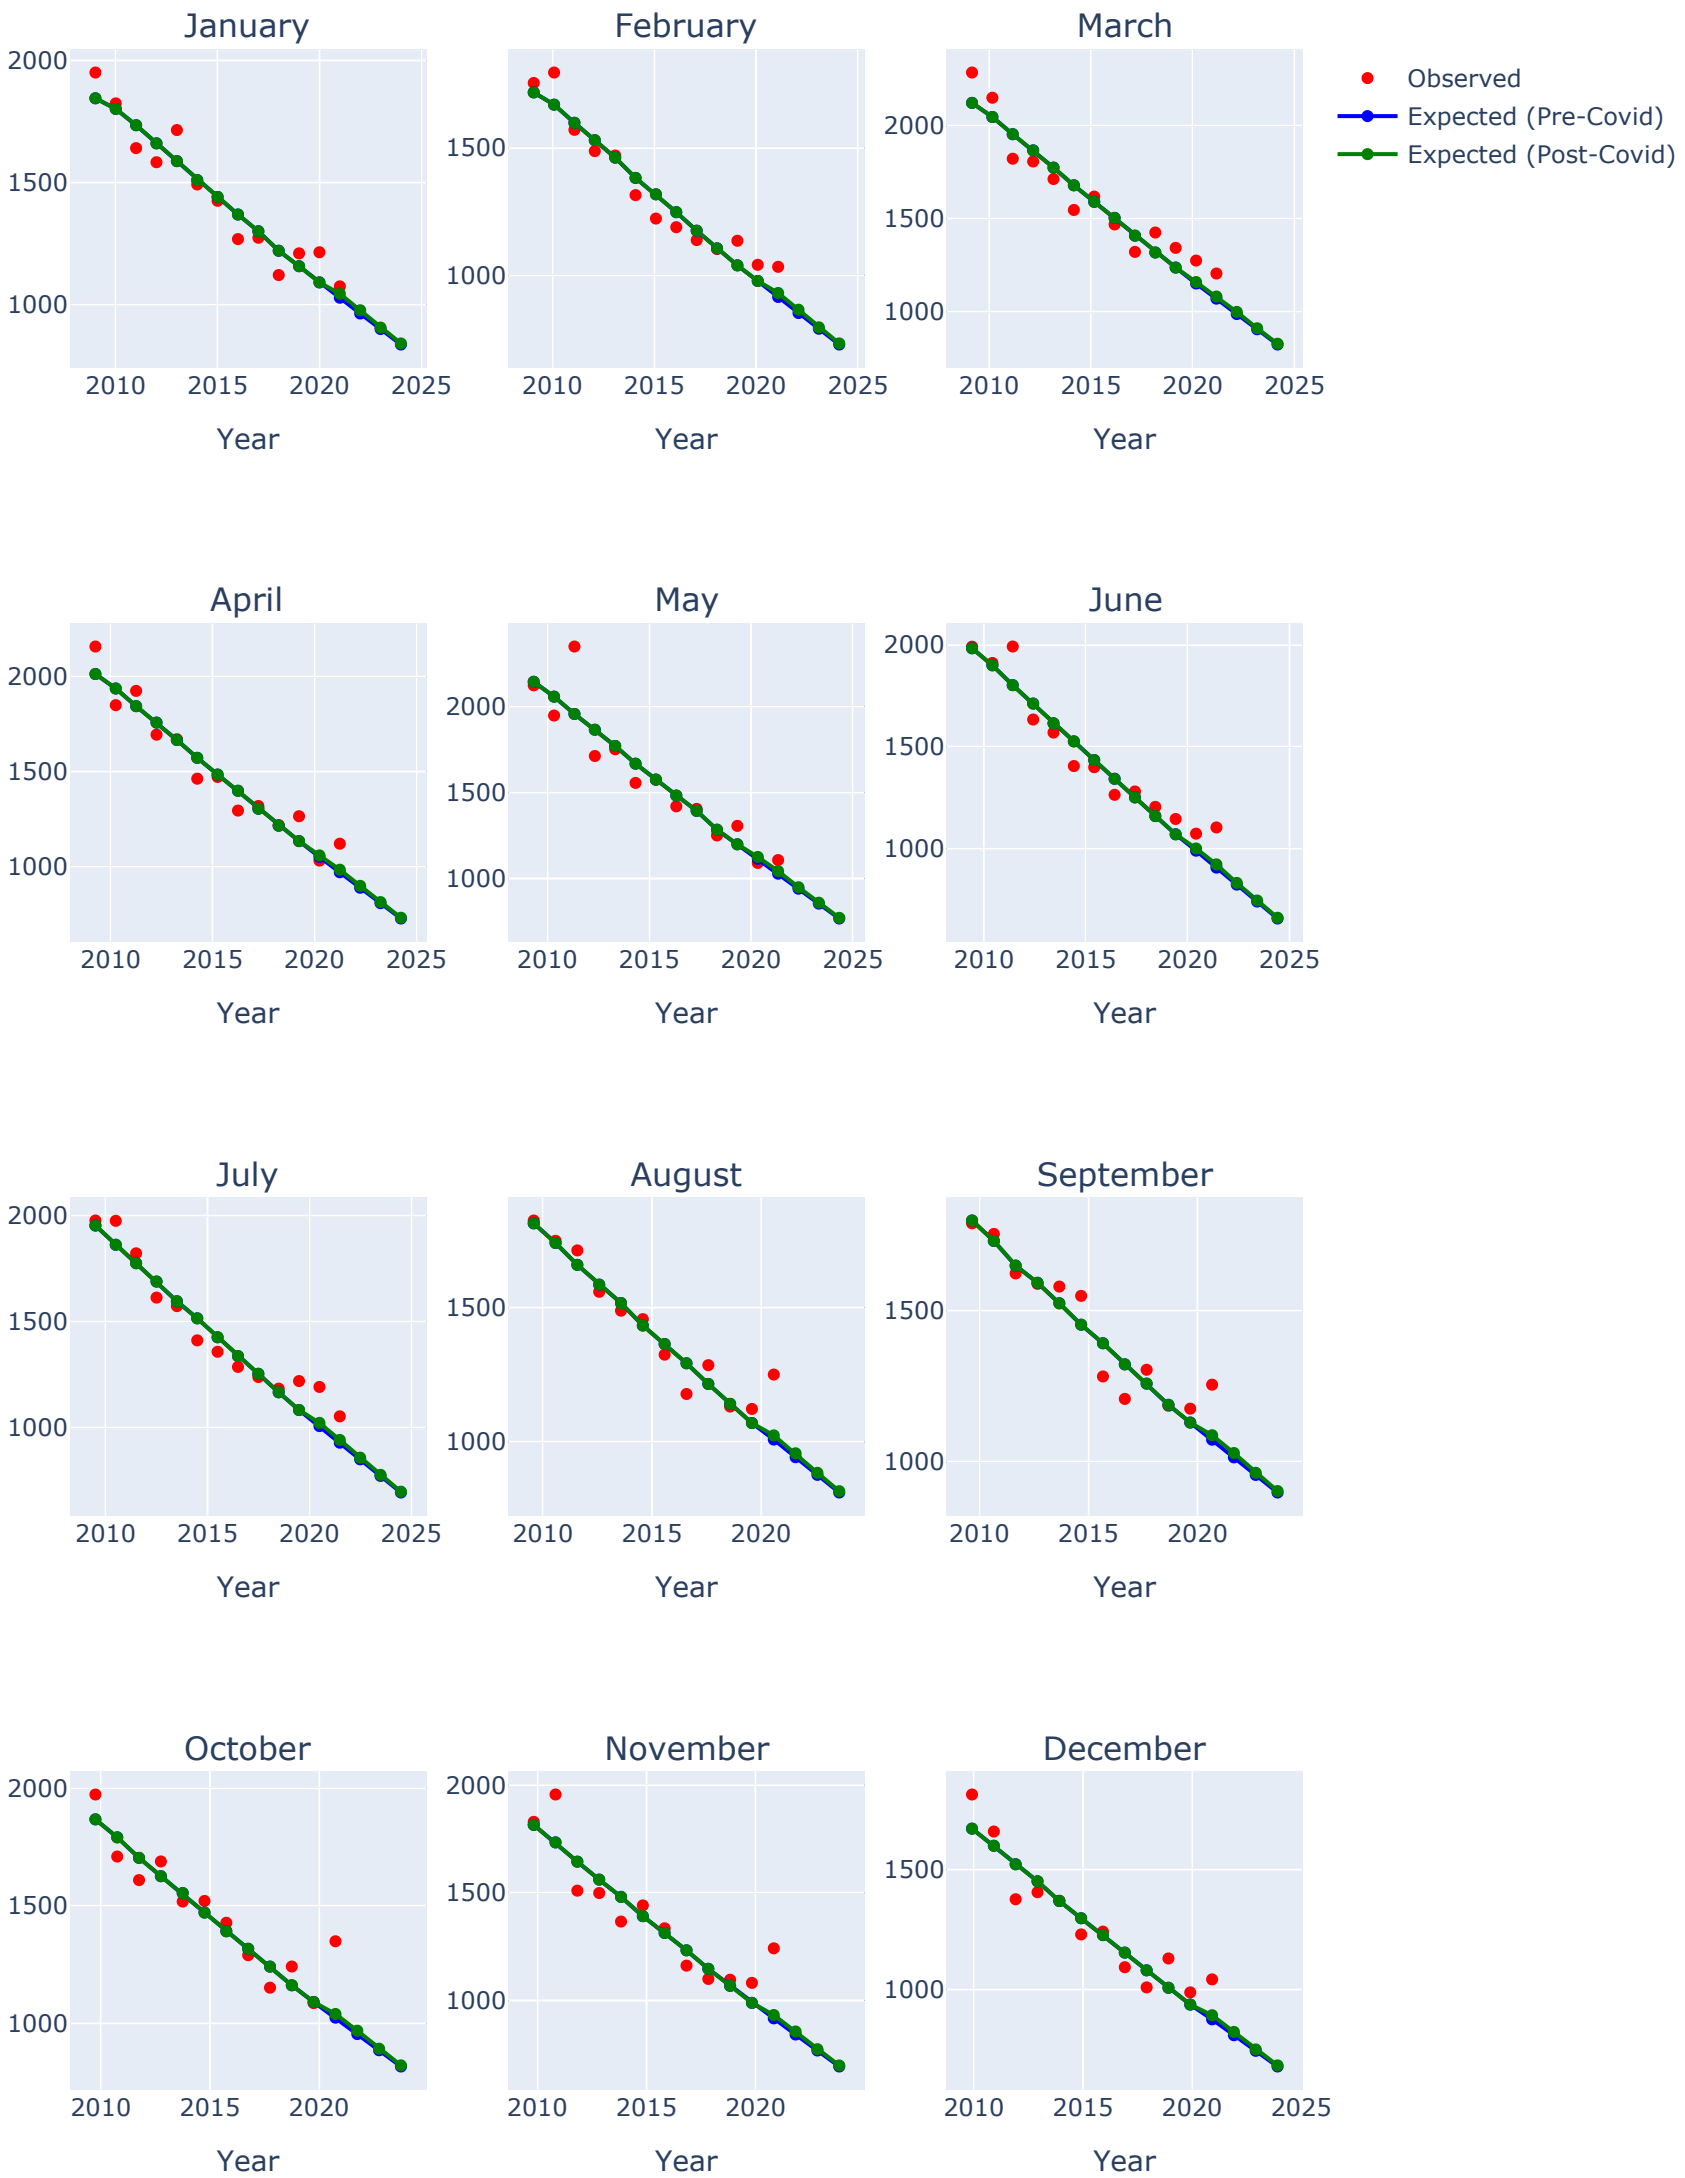 January February March
2000
1500
1000
2010 2015 2020 2025
Year
1500
1000
2010 2015 2020 2025
Year
2000
1500
1000
2010 2015 2020 2025
Year
Observed
Expected (Pre-Covid)
Expected (Post-Covid)
April May June
2000
1500
1000
2010 2015 2020 2025
Year
2000
1500
1000
2010 2015 2020 2025
Year
2000
1500
1000
2010 2015 2020 2025
Year
July August September
2000
1500
1000
2010 2015 2020 2025
Year
1500
1000
2010 2015 2020
Year
1500
1000
2010 2015 2020
Year
October November December
2000
1500
1000
2010 2015 2020
Year
2000
1500
1000
2010 2015 2020
Year
1500
1000
2010 2015 2020 2025
Year